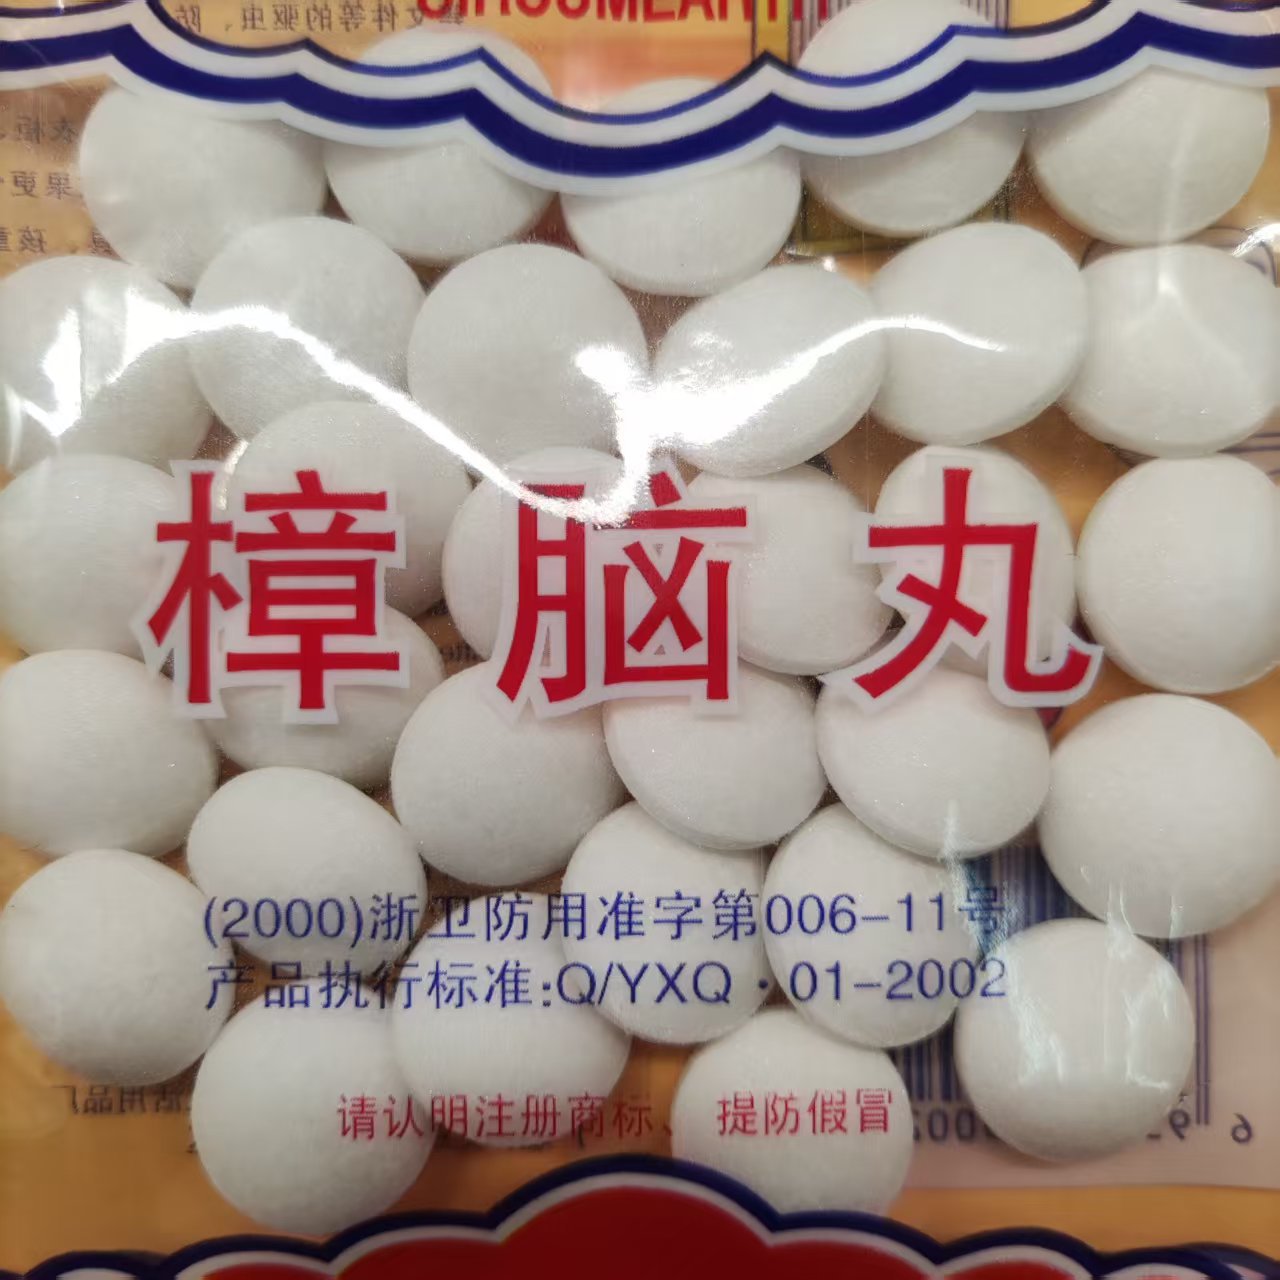 樟脑丸
(2000)浙卫防用准字第006-11号
产品执行标准:Q/YXQ·01-2002
请认明注册商标、提防假冒